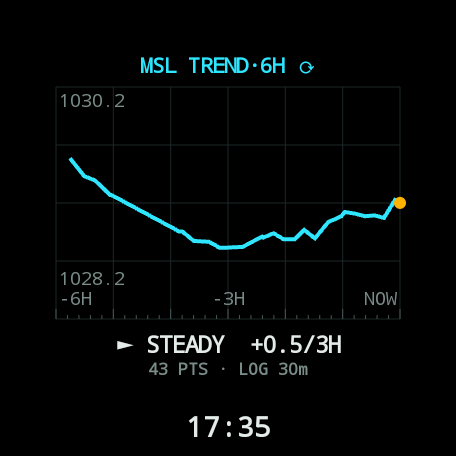 MSL TREND·6H ⟳
1030.2
1028.2
-6H -3H NOW
► STEADY +0.5/3H
43 PTS · LOG 30m
17:35